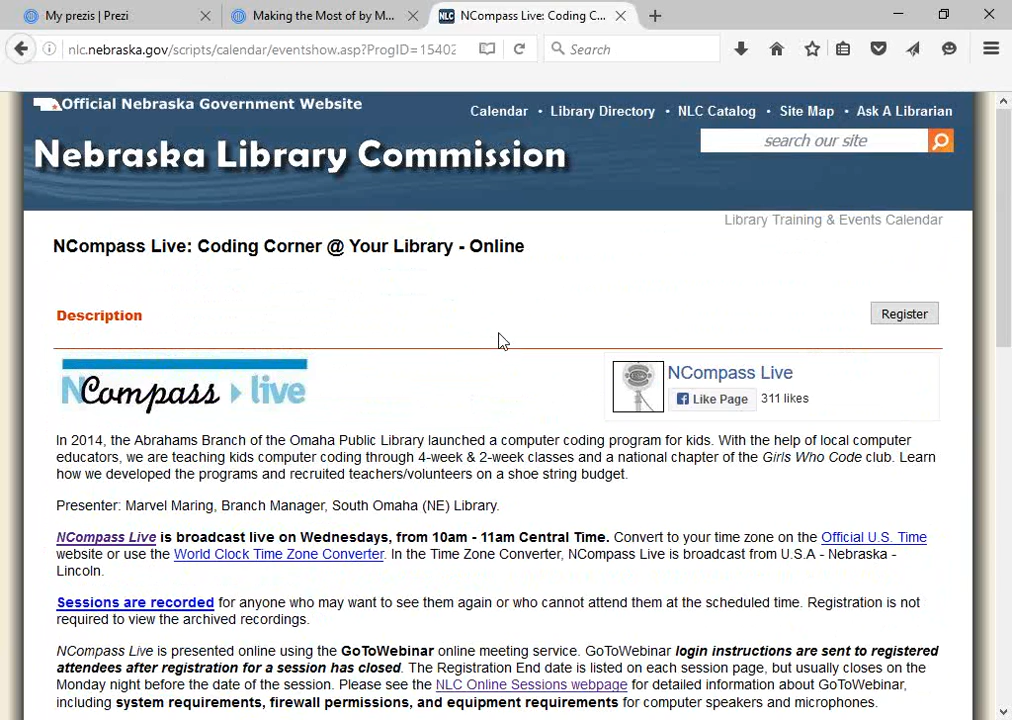 My prezis | Prezi
Making the Most of by M...
NLC NCompass Live: Coding C...
nlc.nebraska.gov/scripts/calendar/eventshow.asp?ProgID=15402
Search
Official Nebraska Government Website
Calendar • Library Directory • NLC Catalog • Site Map • Ask A Librarian
Nebraska Library Commission
search our site
Library Training & Events Calendar
NCompass Live: Coding Corner @ Your Library - Online
Description
Register
NCompass live
NCompass Live
Like Page 311 likes
In 2014, the Abrahams Branch of the Omaha Public Library launched a computer coding program for kids. With the help of local computer
educators, we are teaching kids computer coding through 4-week & 2-week classes and a national chapter of the Girls Who Code club. Learn
how we developed the programs and recruited teachers/volunteers on a shoe string budget.
Presenter: Marvel Maring, Branch Manager, South Omaha (NE) Library.
NCompass Live is broadcast live on Wednesdays, from 10am - 11am Central Time. Convert to your time zone on the Official U.S. Time
website or use the World Clock Time Zone Converter. In the Time Zone Converter, NCompass Live is broadcast from U.S.A - Nebraska -
Lincoln.
Sessions are recorded for anyone who may want to see them again or who cannot attend them at the scheduled time. Registration is not
required to view the archived recordings.
NCompass Live is presented online using the GoToWebinar online meeting service. GoToWebinar login instructions are sent to registered
attendees after registration for a session has closed. The Registration End date is listed on each session page, but usually closes on the
Monday night before the date of the session. Please see the NLC Online Sessions webpage for detailed information about GoToWebinar,
including system requirements, firewall permissions, and equipment requirements for computer speakers and microphones.